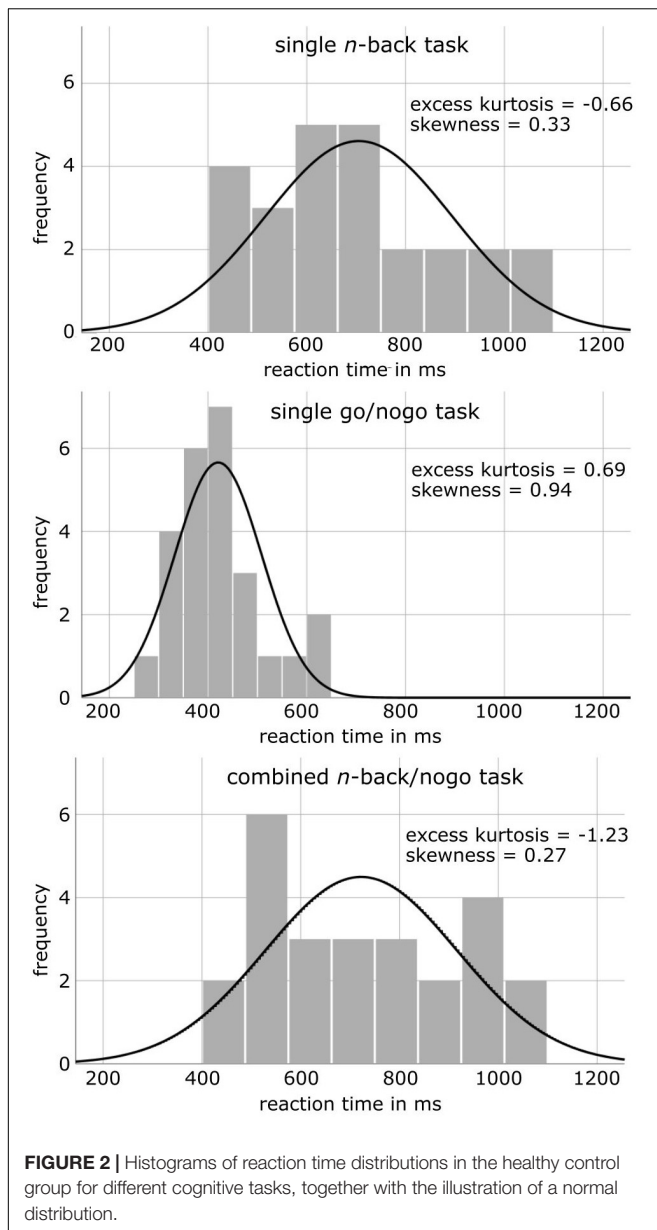 single n-back task
excess kurtosis = -0.66
skewness = 0.33
frequency
6
4
2
0
200 400 600 800 1000 1200
reaction time in ms
single go/nogo task
excess kurtosis = 0.69
skewness = 0.94
frequency
6
4
2
0
200 400 600 800 1000 1200
reaction time in ms
combined n-back/nogo task
excess kurtosis = -1.23
skewness = 0.27
frequency
6
4
2
0
200 400 600 800 1000 1200
reaction time in ms
FIGURE 2 | Histograms of reaction time distributions in the healthy control
group for different cognitive tasks, together with the illustration of a normal
distribution.